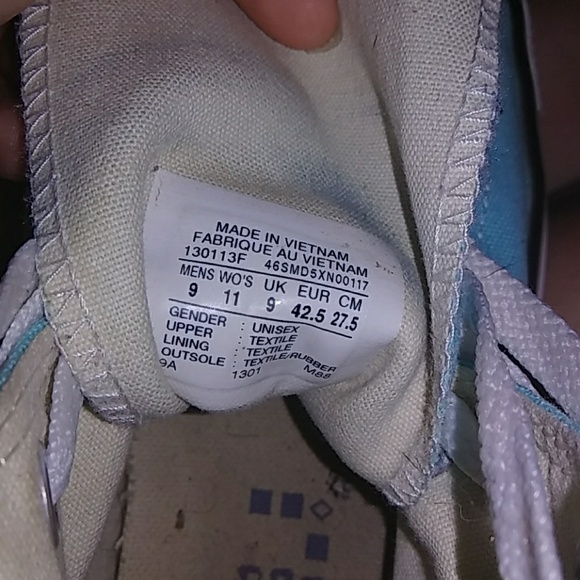 MADE IN VIETNAM
FABRIQUE AU VIETNAM
130113F 46SMD5XN00117
MENS WO'S UK EUR CM
9 11 9 42.5 27.5
GENDER : UNISEX
UPPER : TEXTILE
LINING : TEXTILE
OUTSOLE : TEXTILE/RUBBER
9A 1301 M88